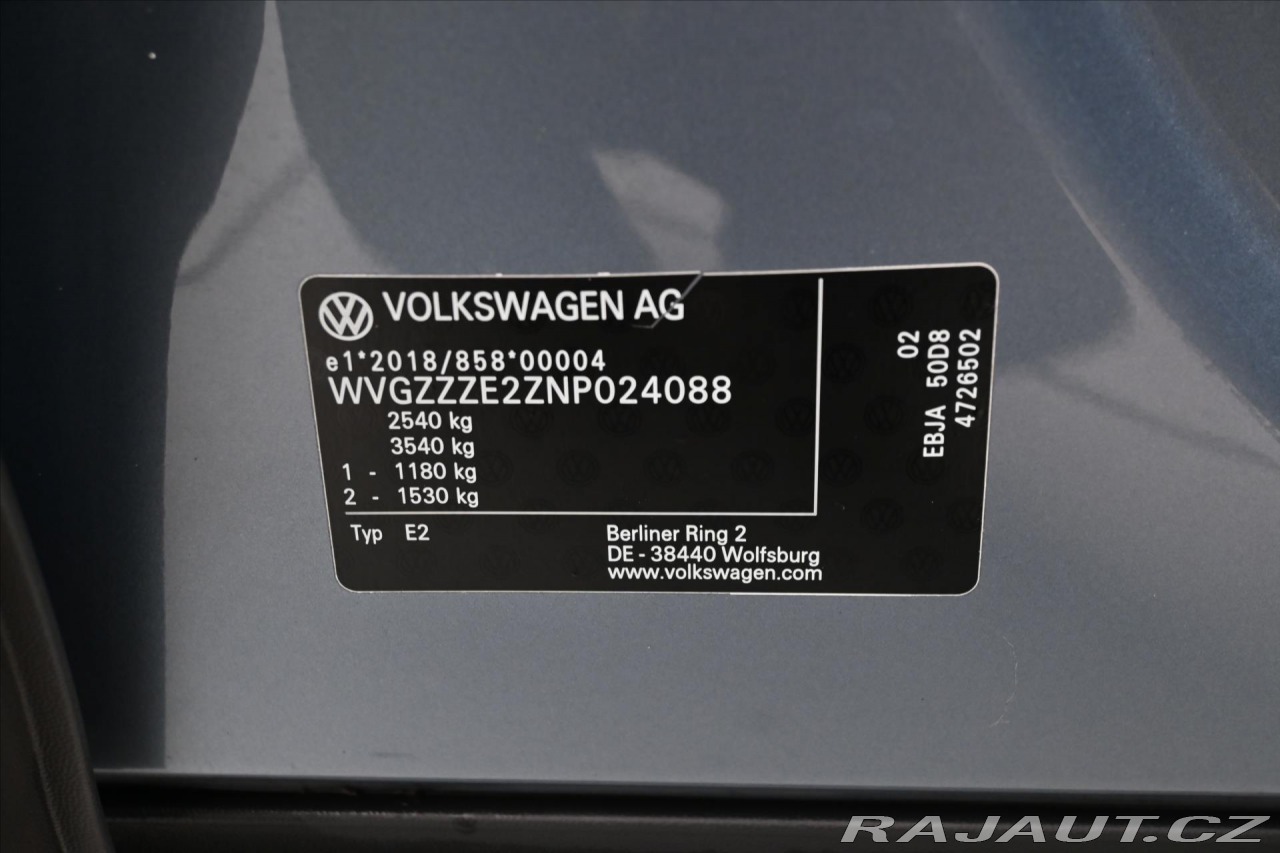 VOLKSWAGEN AG
e1*2018/858*00004
WVGZZZE2ZNP024088
2540 kg
3540 kg
1 - 1180 kg
2 - 1530 kg
Typ E2
Berliner Ring 2
DE - 38440 Wolfsburg
www.volkswagen.com
02
EBJA 50D8
4726502
RAJAUT.CZ